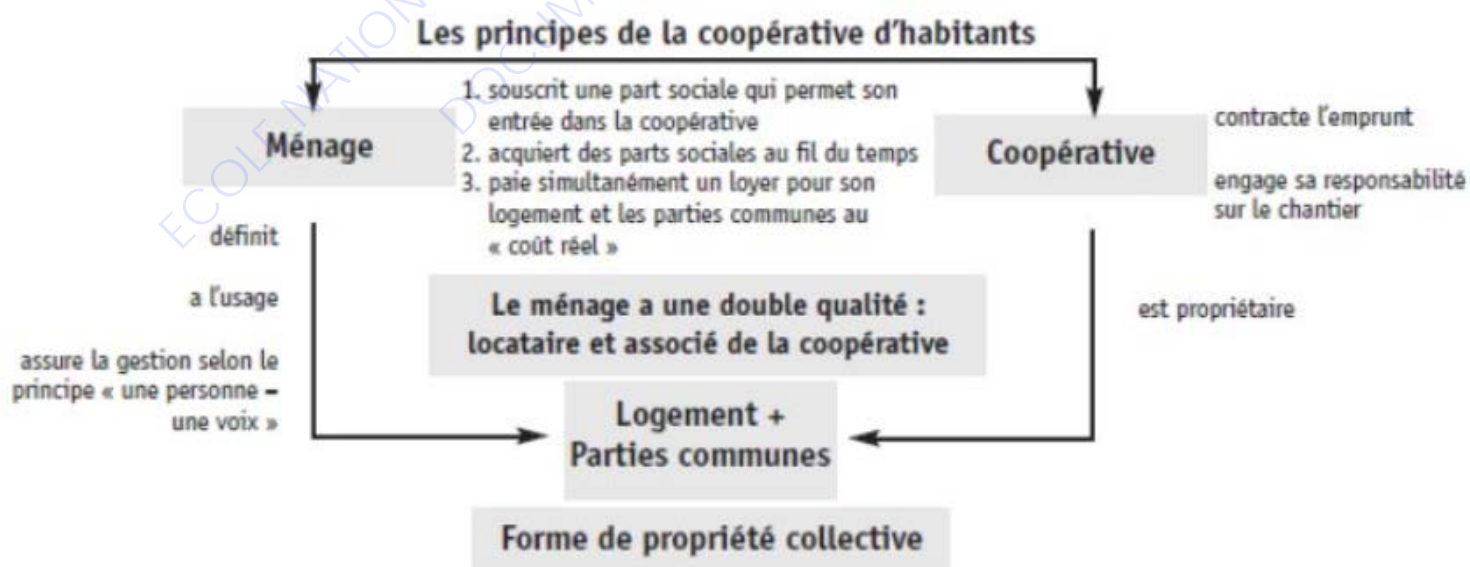 ECOLE NATION
DOCUM
Les principes de la coopérative d'habitants
Ménage
1. souscrit une part sociale qui permet son
entrée dans la coopérative
2. acquiert des parts sociales au fil du temps
3. paie simultanément un loyer pour son
logement et les parties communes au
« coût réel »
Coopérative
contracte l'emprunt
engage sa responsabilité
sur le chantier
définit
a l'usage
assure la gestion selon le
principe « une personne –
une voix »
Le ménage a une double qualité :
locataire et associé de la coopérative
est propriétaire
Logement +
Parties communes
Forme de propriété collective